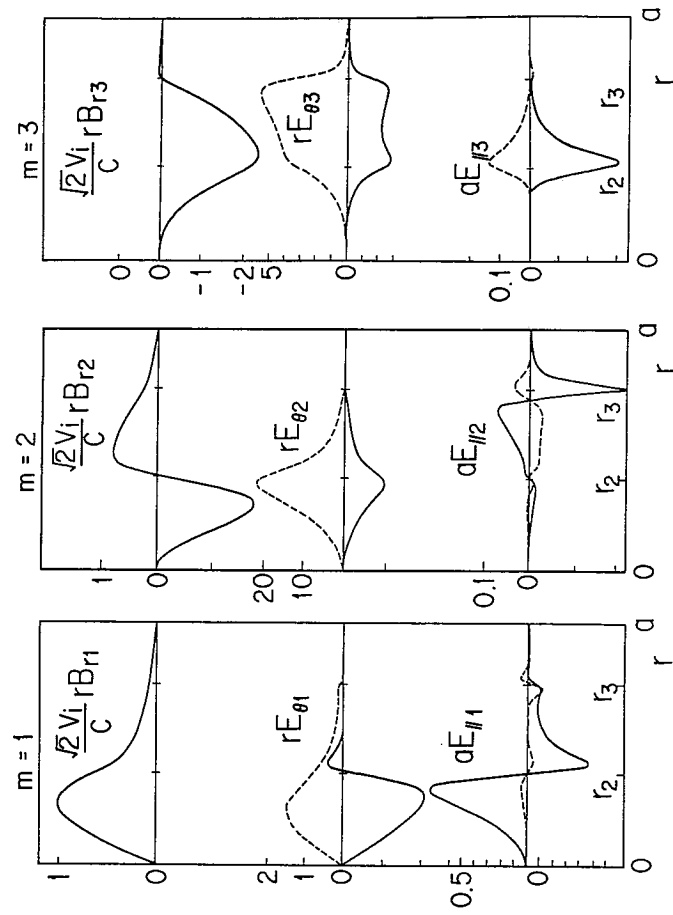 m = 1
√2 Vi/C rBr1
1
0
rEθ1
2
1
0
aE//1
0.5
0
r2 r3 a
r
m = 2
√2 Vi/C rBr2
1
0
rEθ2
20
10
aE//2
0.1
0
0 r2 r3 a
r
m = 3
√2 Vi/C rBr3
0
0
-1
-2
rEθ3
5
0
aE//3
0.1
0
0 r2 r3 a
r